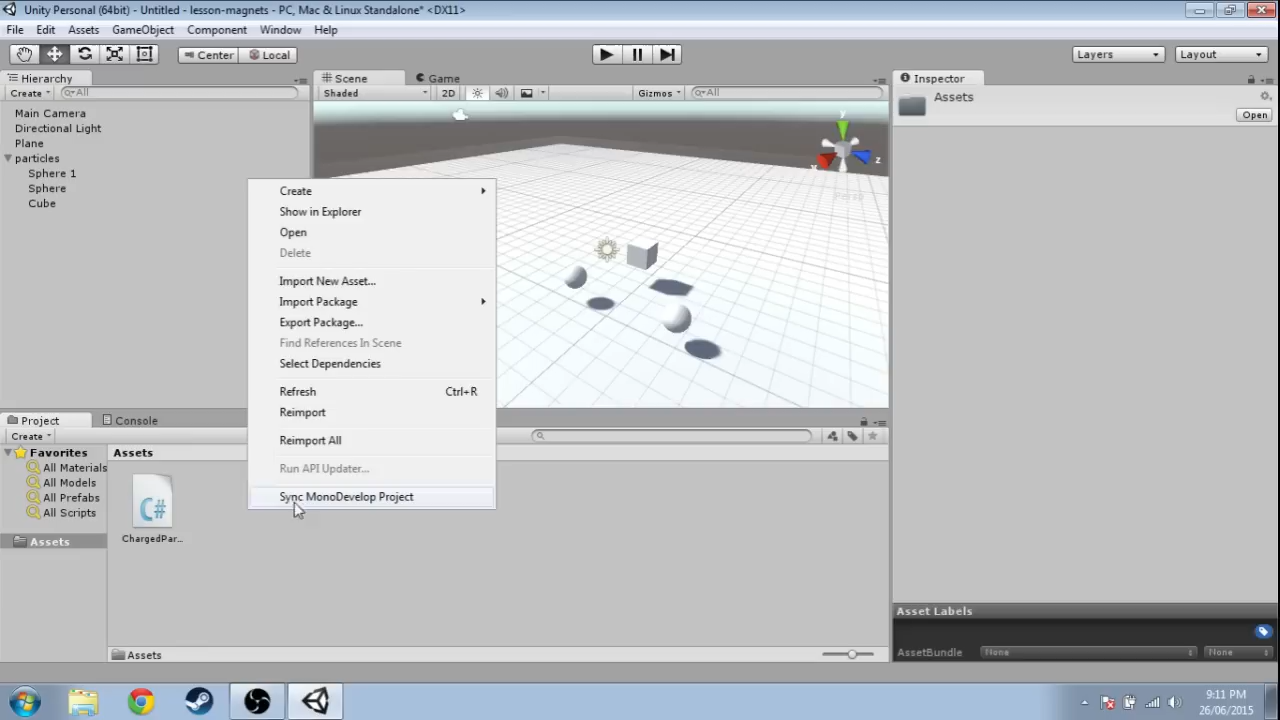 Unity Personal (64bit) - Untitled - lesson-magnets - PC, Mac & Linux Standalone* <DX11>
File Edit Assets GameObject Component Window Help
Center Local Layers Layout
Hierarchy
Create All
Main Camera
Directional Light
Plane
particles
Sphere 1
Sphere
Cube
Scene Game
Shaded 2D Gizmos All
y
z
Persp
Create
Show in Explorer
Open
Delete
Import New Asset...
Import Package
Export Package...
Find References In Scene
Select Dependencies
Refresh Ctrl+R
Reimport
Reimport All
Run API Updater...
Sync MonoDevelop Project
Inspector
Assets
Open
Project Console
Create
Favorites
All Materials
All Models
All Prefabs
All Scripts
Assets
Assets
C#
ChargedPar...
Assets
Asset Labels
AssetBundle None None
9:11 PM
26/06/2015